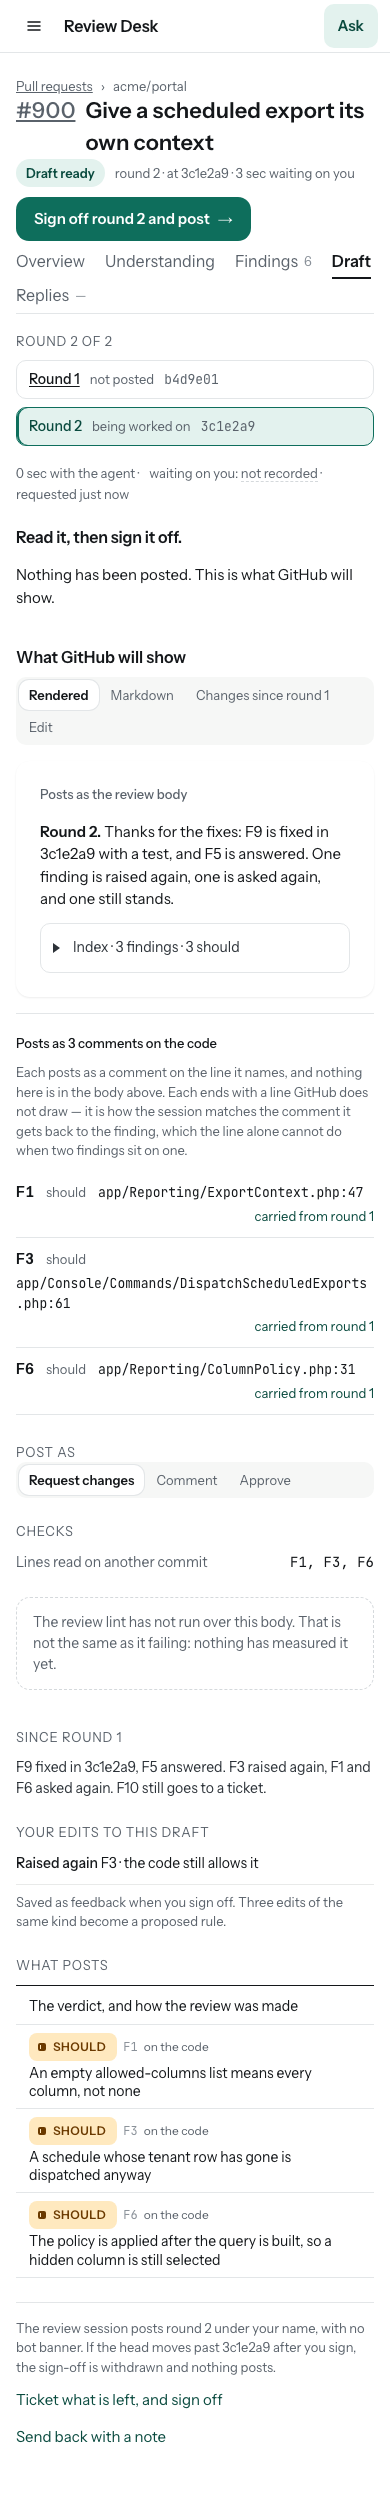 Review Desk
Ask
Pull requests › acme/portal
#900 Give a scheduled export its
own context
Draft ready round 2 · at 3c1e2a9 · 3 sec waiting on you
Sign off round 2 and post →
Overview Understanding Findings 6 Draft
Replies —
ROUND 2 OF 2
Round 1 not posted b4d9e01
Round 2 being worked on 3c1e2a9
0 sec with the agent · waiting on you: not recorded ·
requested just now
Read it, then sign it off.
Nothing has been posted. This is what GitHub will
show.
What GitHub will show
Rendered Markdown Changes since round 1
Edit
Posts as the review body
Round 2. Thanks for the fixes: F9 is fixed in
3c1e2a9 with a test, and F5 is answered. One
finding is raised again, one is asked again,
and one still stands.
Index · 3 findings · 3 should
Posts as 3 comments on the code
Each posts as a comment on the line it names, and nothing
here is in the body above. Each ends with a line GitHub does
not draw — it is how the session matches the comment it
gets back to the finding, which the line alone cannot do
when two findings sit on one.
F1 should app/Reporting/ExportContext.php:47
carried from round 1
F3 should
app/Console/Commands/DispatchScheduledExports
.php:61
carried from round 1
F6 should app/Reporting/ColumnPolicy.php:31
carried from round 1
POST AS
Request changes Comment Approve
CHECKS
Lines read on another commit F1, F3, F6
The review lint has not run over this body. That is
not the same as it failing: nothing has measured it
yet.
SINCE ROUND 1
F9 fixed in 3c1e2a9, F5 answered. F3 raised again, F1 and
F6 asked again. F10 still goes to a ticket.
YOUR EDITS TO THIS DRAFT
Raised again F3 · the code still allows it
Saved as feedback when you sign off. Three edits of the
same kind become a proposed rule.
WHAT POSTS
The verdict, and how the review was made
SHOULD F1 on the code
An empty allowed-columns list means every
column, not none
SHOULD F3 on the code
A schedule whose tenant row has gone is
dispatched anyway
SHOULD F6 on the code
The policy is applied after the query is built, so a
hidden column is still selected
The review session posts round 2 under your name, with no
bot banner. If the head moves past 3c1e2a9 after you sign,
the sign-off is withdrawn and nothing posts.
Ticket what is left, and sign off
Send back with a note